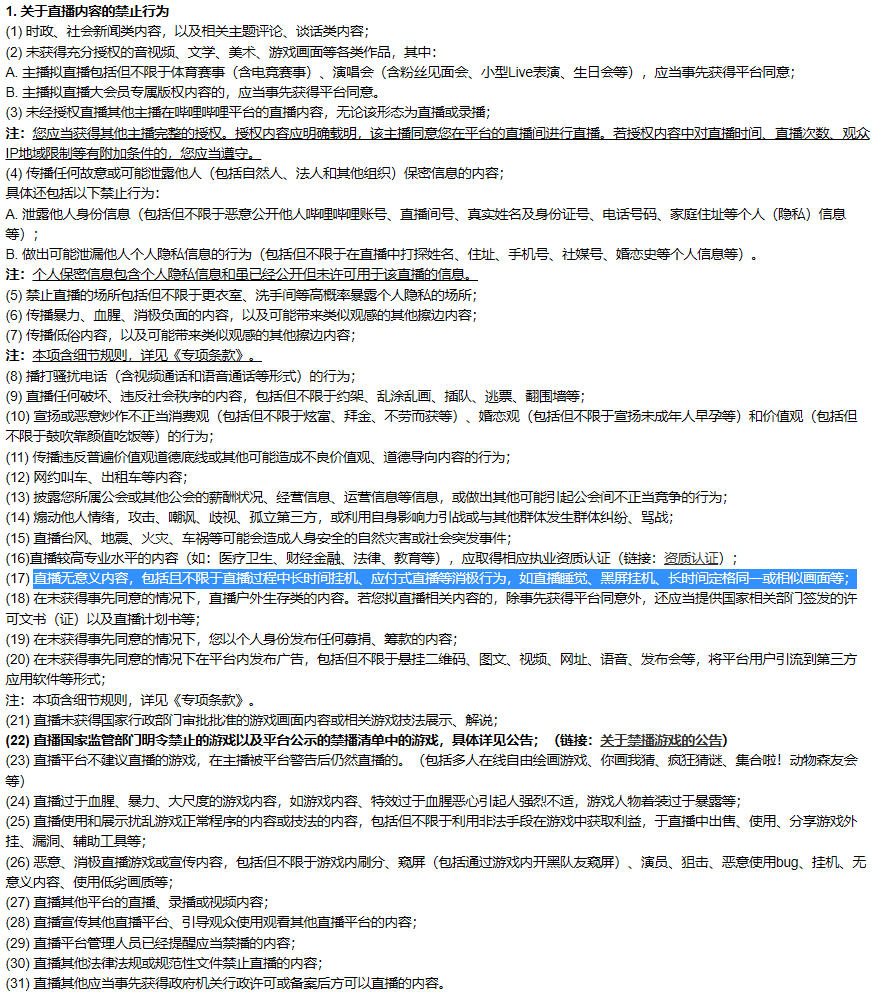 1. 关于直播内容的禁止行为
(1) 时政、社会新闻类内容，以及相关主题评论、谈话类内容；
(2) 未获得充分授权的音视频、文学、美术、游戏画面等各类作品，其中：
A. 主播拟直播包括但不限于体育赛事（含电竞赛事）、演唱会（含粉丝见面会、小型Live表演、生日会等），应当事先获得平台同意；
B. 主播拟直播大会员专属版权内容的，应当事先获得平台同意。
(3) 未经授权直播其他主播在哔哩哔哩平台的直播内容，无论该形态为直播或录播；
注：您应当获得其他主播完整的授权。授权内容应明确载明，该主播同意您在平台的直播间进行直播。若授权内容中对直播时间、直播次数、观众
IP地域限制等有附加条件的，您应当遵守。
(4) 传播任何故意或可能泄露他人（包括自然人、法人和其他组织）保密信息的内容；
具体还包括以下禁止行为：
A. 泄露他人身份信息（包括但不限于恶意公开他人哔哩哔哩账号、直播间号、真实姓名及身份证号、电话号码、家庭住址等个人（隐私）信息
等）；
B. 做出可能泄漏他人个人隐私信息的行为（包括但不限于在直播中打探姓名、住址、手机号、社媒号、婚恋史等个人信息等）。
注：个人保密信息包含个人隐私信息和虽已经公开但未许可用于该直播的信息。
(5) 禁止直播的场所包括但不限于更衣室、洗手间等高概率暴露个人隐私的场所；
(6) 传播暴力、血腥、消极负面的内容，以及可能带来类似观感的其他擦边内容；
(7) 传播低俗内容，以及可能带来类似观感的其他擦边内容；
注：本项含细节规则，详见《专项条款》。
(8) 播打骚扰电话（含视频通话和语音通话等形式）的行为；
(9) 直播任何破坏、违反社会秩序的内容，包括但不限于约架、乱涂乱画、插队、逃票、翻围墙等；
(10) 宣扬或恶意炒作不正当消费观（包括但不限于炫富、拜金、不劳而获等）、婚恋观（包括但不限于宣扬未成年人早孕等）和价值观（包括但
不限于鼓吹靠颜值吃饭等）的行为；
(11) 传播违反普遍价值观道德底线或其他可能造成不良价值观、道德导向内容的行为；
(12) 网约叫车、出租车等内容；
(13) 披露您所属公会或其他公会的薪酬状况、经营信息、运营信息等信息，或做出其他可能引起公会间不正当竞争的行为；
(14) 煽动他人情绪，攻击、嘲讽、歧视、孤立第三方，或利用自身影响力引战或与其他群体发生群体纠纷、骂战；
(15) 直播台风、地震、火灾、车祸等可能会造成人身安全的自然灾害或社会突发事件；
(16)直播较高专业水平的内容（如：医疗卫生、财经金融、法律、教育等），应取得相应执业资质认证（链接：资质认证）；
(17) 直播无意义内容，包括且不限于直播过程中长时间挂机、应付式直播等消极行为，如直播睡觉、黑屏挂机、长时间定格同一或相似画面等；
(18) 在未获得事先同意的情况下，直播户外生存类的内容。若您拟直播相关内容的，除事先获得平台同意外，还应当提供国家相关部门签发的许
可文书（证）以及直播计划书等；
(19) 在未获得事先同意的情况下，您以个人身份发布任何募捐、筹款的内容；
(20) 在未获得事先同意的情况下在平台内发布广告，包括但不限于悬挂二维码、图文、视频、网址、语音、发布会等，将平台用户引流到第三方
应用软件等形式；
注：本项含细节规则，详见《专项条款》。
(21) 直播未获得国家行政部门审批批准的游戏画面内容或相关游戏技法展示、解说；
(22) 直播国家监管部门明令禁止的游戏以及平台公示的禁播清单中的游戏，具体详见公告；（链接：关于禁播游戏的公告）
(23) 直播平台不建议直播的游戏，在主播被平台警告后仍然直播的。（包括多人在线自由绘画游戏、你画我猜、疯狂猜谜、集合啦！动物森友会
等）
(24) 直播过于血腥、暴力、大尺度的游戏内容，如游戏内容、特效过于血腥恶心引起人强烈不适，游戏人物着装过于暴露等；
(25) 直播使用和展示扰乱游戏正常程序的内容或技法的内容，包括但不限于利用非法手段在游戏中获取利益，于直播中出售、使用、分享游戏外
挂、漏洞、辅助工具等；
(26) 恶意、消极直播游戏或宣传内容，包括但不限于游戏内刷分、窥屏（包括通过游戏内开黑队友窥屏）、演员、狙击、恶意使用bug、挂机、无
意义内容、使用低劣画质等；
(27) 直播其他平台的直播、录播或视频内容；
(28) 直播宣传其他直播平台、引导观众使用观看其他直播平台的内容；
(29) 直播平台管理人员已经提醒应当禁播的内容；
(30) 直播其他法律法规或规范性文件禁止直播的内容；
(31) 直播其他应当事先获得政府机关行政许可或备案后方可以直播的内容。